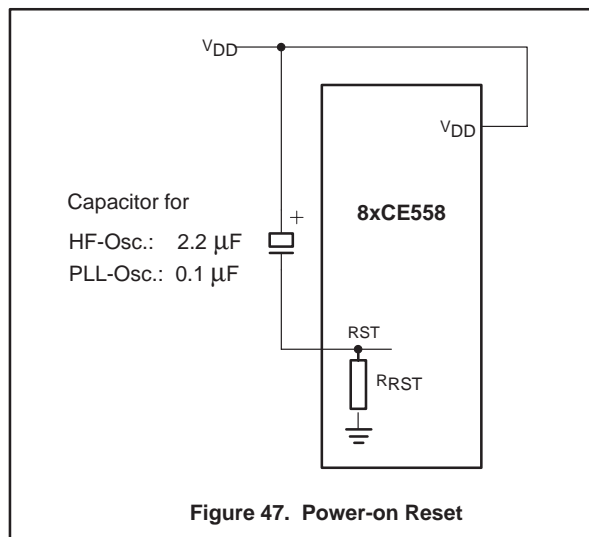 VDD
VDD
8xCE558
Capacitor for
+
HF-Osc.: 2.2 μF
PLL-Osc.: 0.1 μF
RST
RRST
Figure 47. Power-on Reset